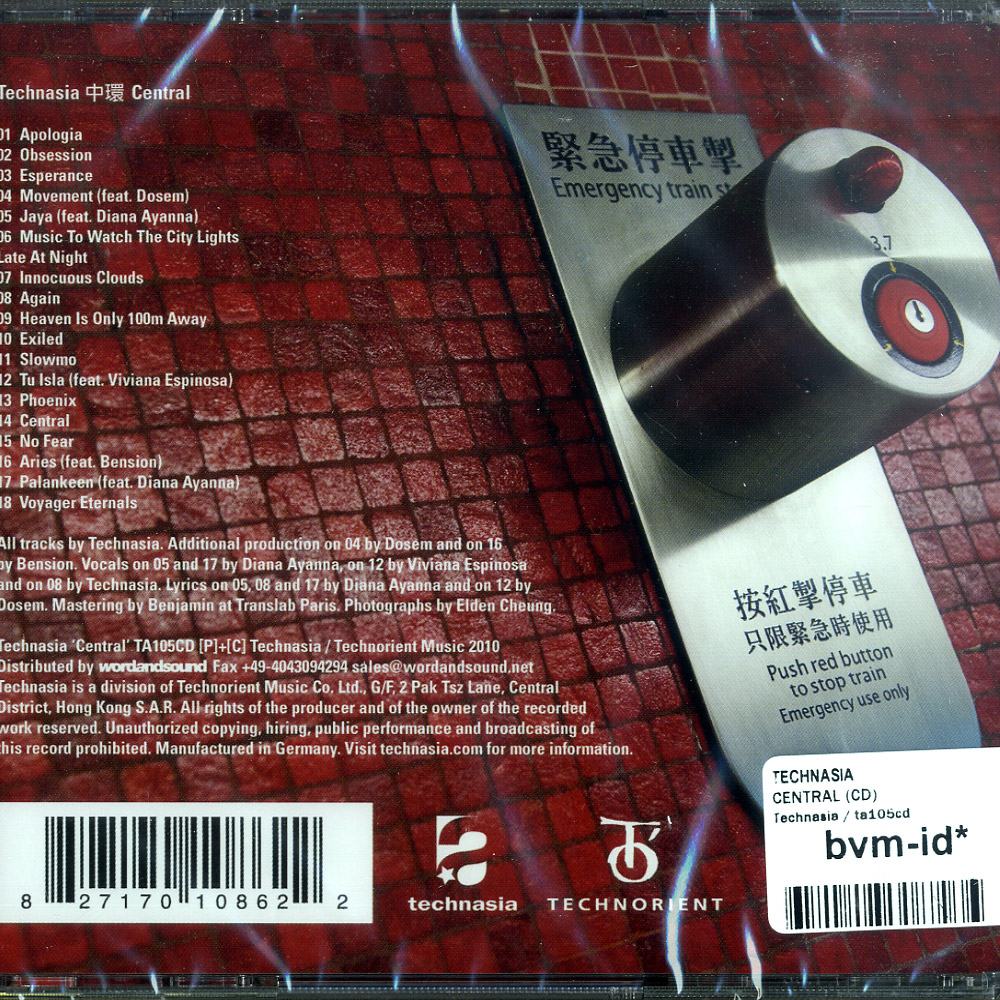 Technasia 中環 Central
01 Apologia
02 Obsession
03 Esperance
04 Movement (feat. Dosem)
05 Jaya (feat. Diana Ayanna)
06 Music To Watch The City Lights
Late At Night
07 Innocuous Clouds
08 Again
09 Heaven Is Only 100m Away
10 Exiled
11 Slowmo
12 Tu Isla (feat. Viviana Espinosa)
13 Phoenix
14 Central
15 No Fear
16 Aries (feat. Bension)
17 Palankeen (feat. Diana Ayanna)
18 Voyager Eternals
All tracks by Technasia. Additional production on 04 by Dosem and on 16
by Bension. Vocals on 05 and 17 by Diana Ayanna, on 12 by Viviana Espinosa
and on 08 by Technasia. Lyrics on 05, 08 and 17 by Diana Ayanna and on 12 by
Dosem. Mastering by Benjamin at Translab Paris. Photographs by Elden Cheung.
Technasia 'Central' TA105CD [P]+[C] Technasia / Technorient Music 2010
Distributed by wordandsound Fax +49-4043094294 sales@wordandsound.net
Technasia is a division of Technorient Music Co. Ltd., G/F, 2 Pak Tsz Lane, Central
District, Hong Kong S.A.R. All rights of the producer and of the owner of the recorded
work reserved. Unauthorized copying, hiring, public performance and broadcasting of
this record prohibited. Manufactured in Germany. Visit technasia.com for more information.
8 27170 10862 2
technasia
TECHNORIENT
緊急停車掣
Emergency train st
3.7
按紅掣停車
只限緊急時使用
Push red button
to stop train
Emergency use only
TECHNASIA
CENTRAL (CD)
Technasia / ta105cd
bvm-id*